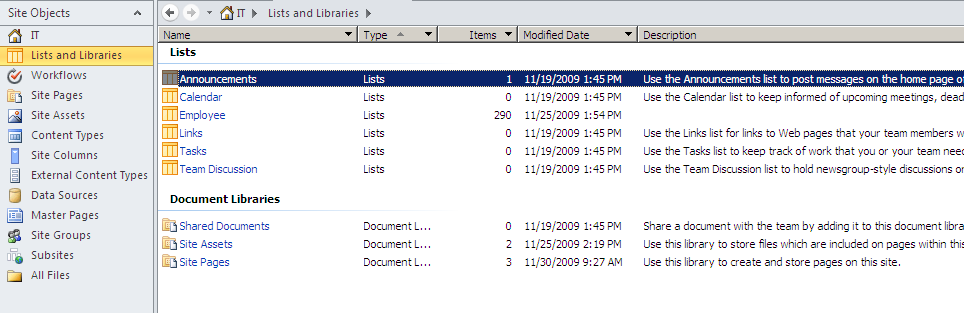 Site Objects
IT
Lists and Libraries
Workflows
Site Pages
Site Assets
Content Types
Site Columns
External Content Types
Data Sources
Master Pages
Site Groups
Subsites
All Files
IT Lists and Libraries
Name Type Items Modified Date Description
Lists
Announcements Lists 1 11/19/2009 1:45 PM Use the Announcements list to post messages on the home page of
Calendar Lists 0 11/19/2009 1:45 PM Use the Calendar list to keep informed of upcoming meetings, dead
Employee Lists 290 11/25/2009 1:54 PM
Links Lists 0 11/19/2009 1:45 PM Use the Links list for links to Web pages that your team members w
Tasks Lists 0 11/19/2009 1:45 PM Use the Tasks list to keep track of work that you or your team nee
Team Discussion Lists 0 11/19/2009 1:45 PM Use the Team Discussion list to hold newsgroup-style discussions o
Document Libraries
Shared Documents Document L... 0 11/19/2009 1:45 PM Share a document with the team by adding it to this document libra
Site Assets Document L... 2 11/25/2009 2:19 PM Use this library to store files which are included on pages within this
Site Pages Document L... 3 11/30/2009 9:27 AM Use this library to create and store pages on this site.